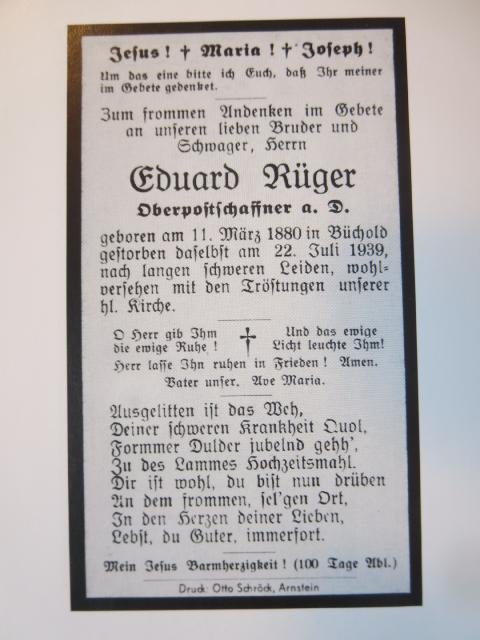 Jesus! † Maria! † Joseph!
Um das eine bitte ich Euch, daß Ihr meiner
im Gebete gedenket.
Zum frommen Andenken im Gebete
an unseren lieben Bruder und
Schwager, Herrn
Eduard Rüger
Oberpostschaffner a. D.
geboren am 11. März 1880 in Büchold
gestorben daselbst am 22. Juli 1939,
nach langen schweren Leiden, wohl-
versehen mit den Tröstungen unserer
hl. Kirche.
O Herr gib Ihm † Und das ewige
die ewige Ruhe! Licht leuchte Ihm!
Herr lasse Ihn ruhen in Frieden! Amen.
Vater unser. Ave Maria.
Ausgelitten ist das Weh,
Deiner schweren Krankheit Quol,
Formmer Dulder jubelnd gehh',
Zu des Lammes Hochzeitsmahl.
Dir ist wohl, du bist nun drüben
An dem frommen, sel'gen Ort,
In den Herzen deiner Lieben,
Lebst, du Guter, immerfort.
Mein Jesus Barmherzigkeit! (100 Tage Abl.)
Druck: Otto Schröck, Arnstein